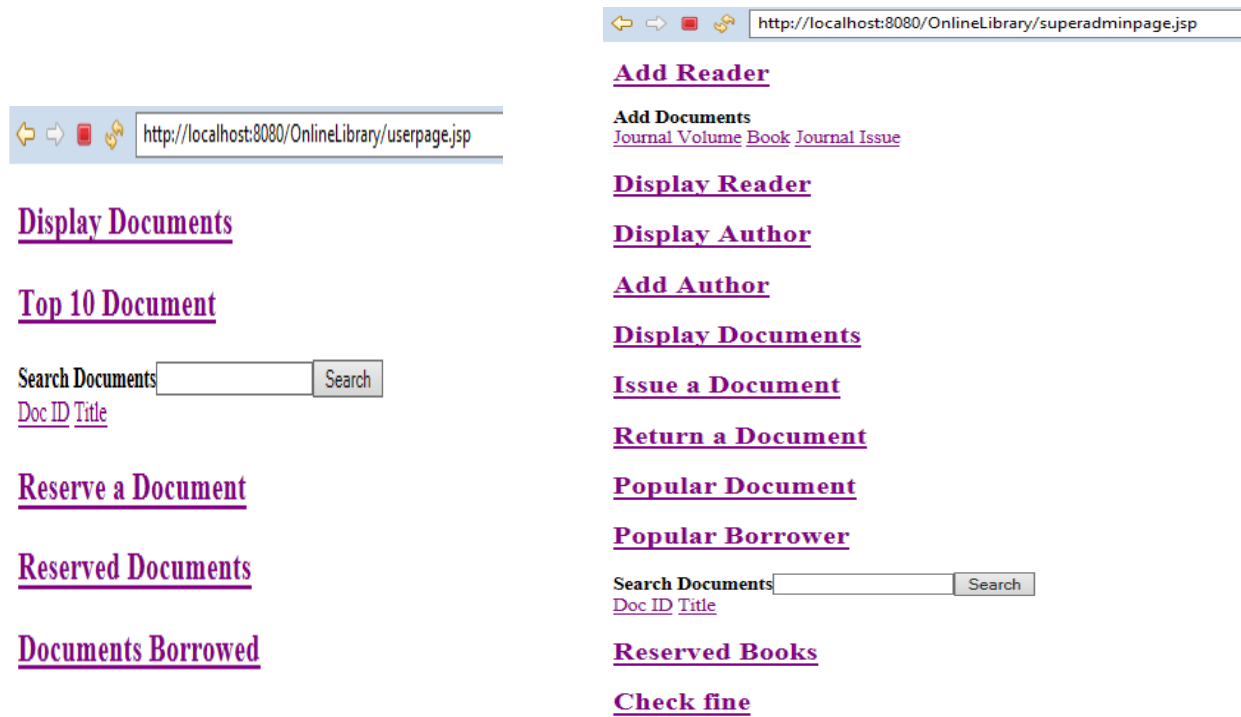 http://localhost:8080/OnlineLibrary/userpage.jsp
Display Documents
Top 10 Document
Search Documents Search
Doc ID Title
Reserve a Document
Reserved Documents
Documents Borrowed
http://localhost:8080/OnlineLibrary/superadminpage.jsp
Add Reader
Add Documents
Journal Volume Book Journal Issue
Display Reader
Display Author
Add Author
Display Documents
Issue a Document
Return a Document
Popular Document
Popular Borrower
Search Documents Search
Doc ID Title
Reserved Books
Check fine